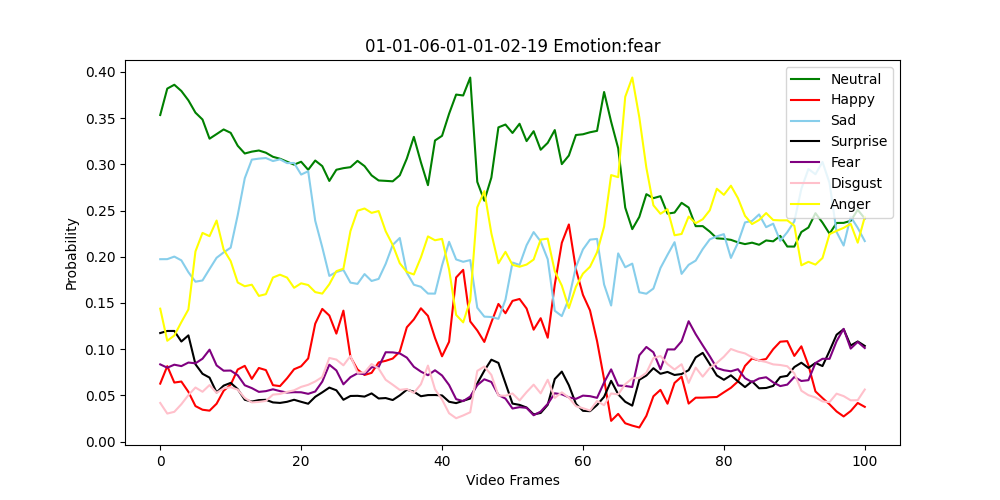 01-01-06-01-01-02-19 Emotion:fear
0.40
0.35
0.30
0.25
0.20
0.15
0.10
0.05
0.00
Probability
0 20 40 60 80 100
Video Frames
Neutral
Happy
Sad
Surprise
Fear
Disgust
Anger